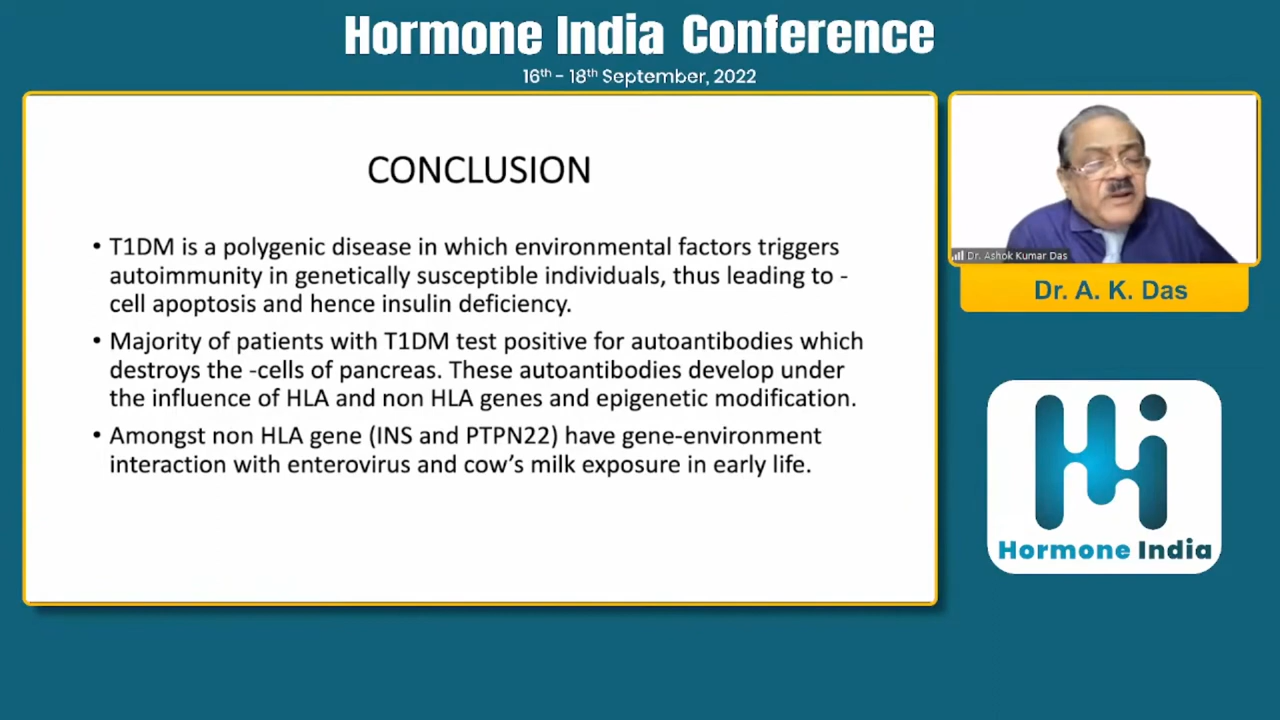 Hormone India Conference
16th - 18th September, 2022
CONCLUSION
• T1DM is a polygenic disease in which environmental factors triggers
autoimmunity in genetically susceptible individuals, thus leading to -
cell apoptosis and hence insulin deficiency.
• Majority of patients with T1DM test positive for autoantibodies which
destroys the -cells of pancreas. These autoantibodies develop under
the influence of HLA and non HLA genes and epigenetic modification.
• Amongst non HLA gene (INS and PTPN22) have gene-environment
interaction with enterovirus and cow's milk exposure in early life.
Dr. Ashok Kumar Das
Dr. A. K. Das
Hi
Hormone India